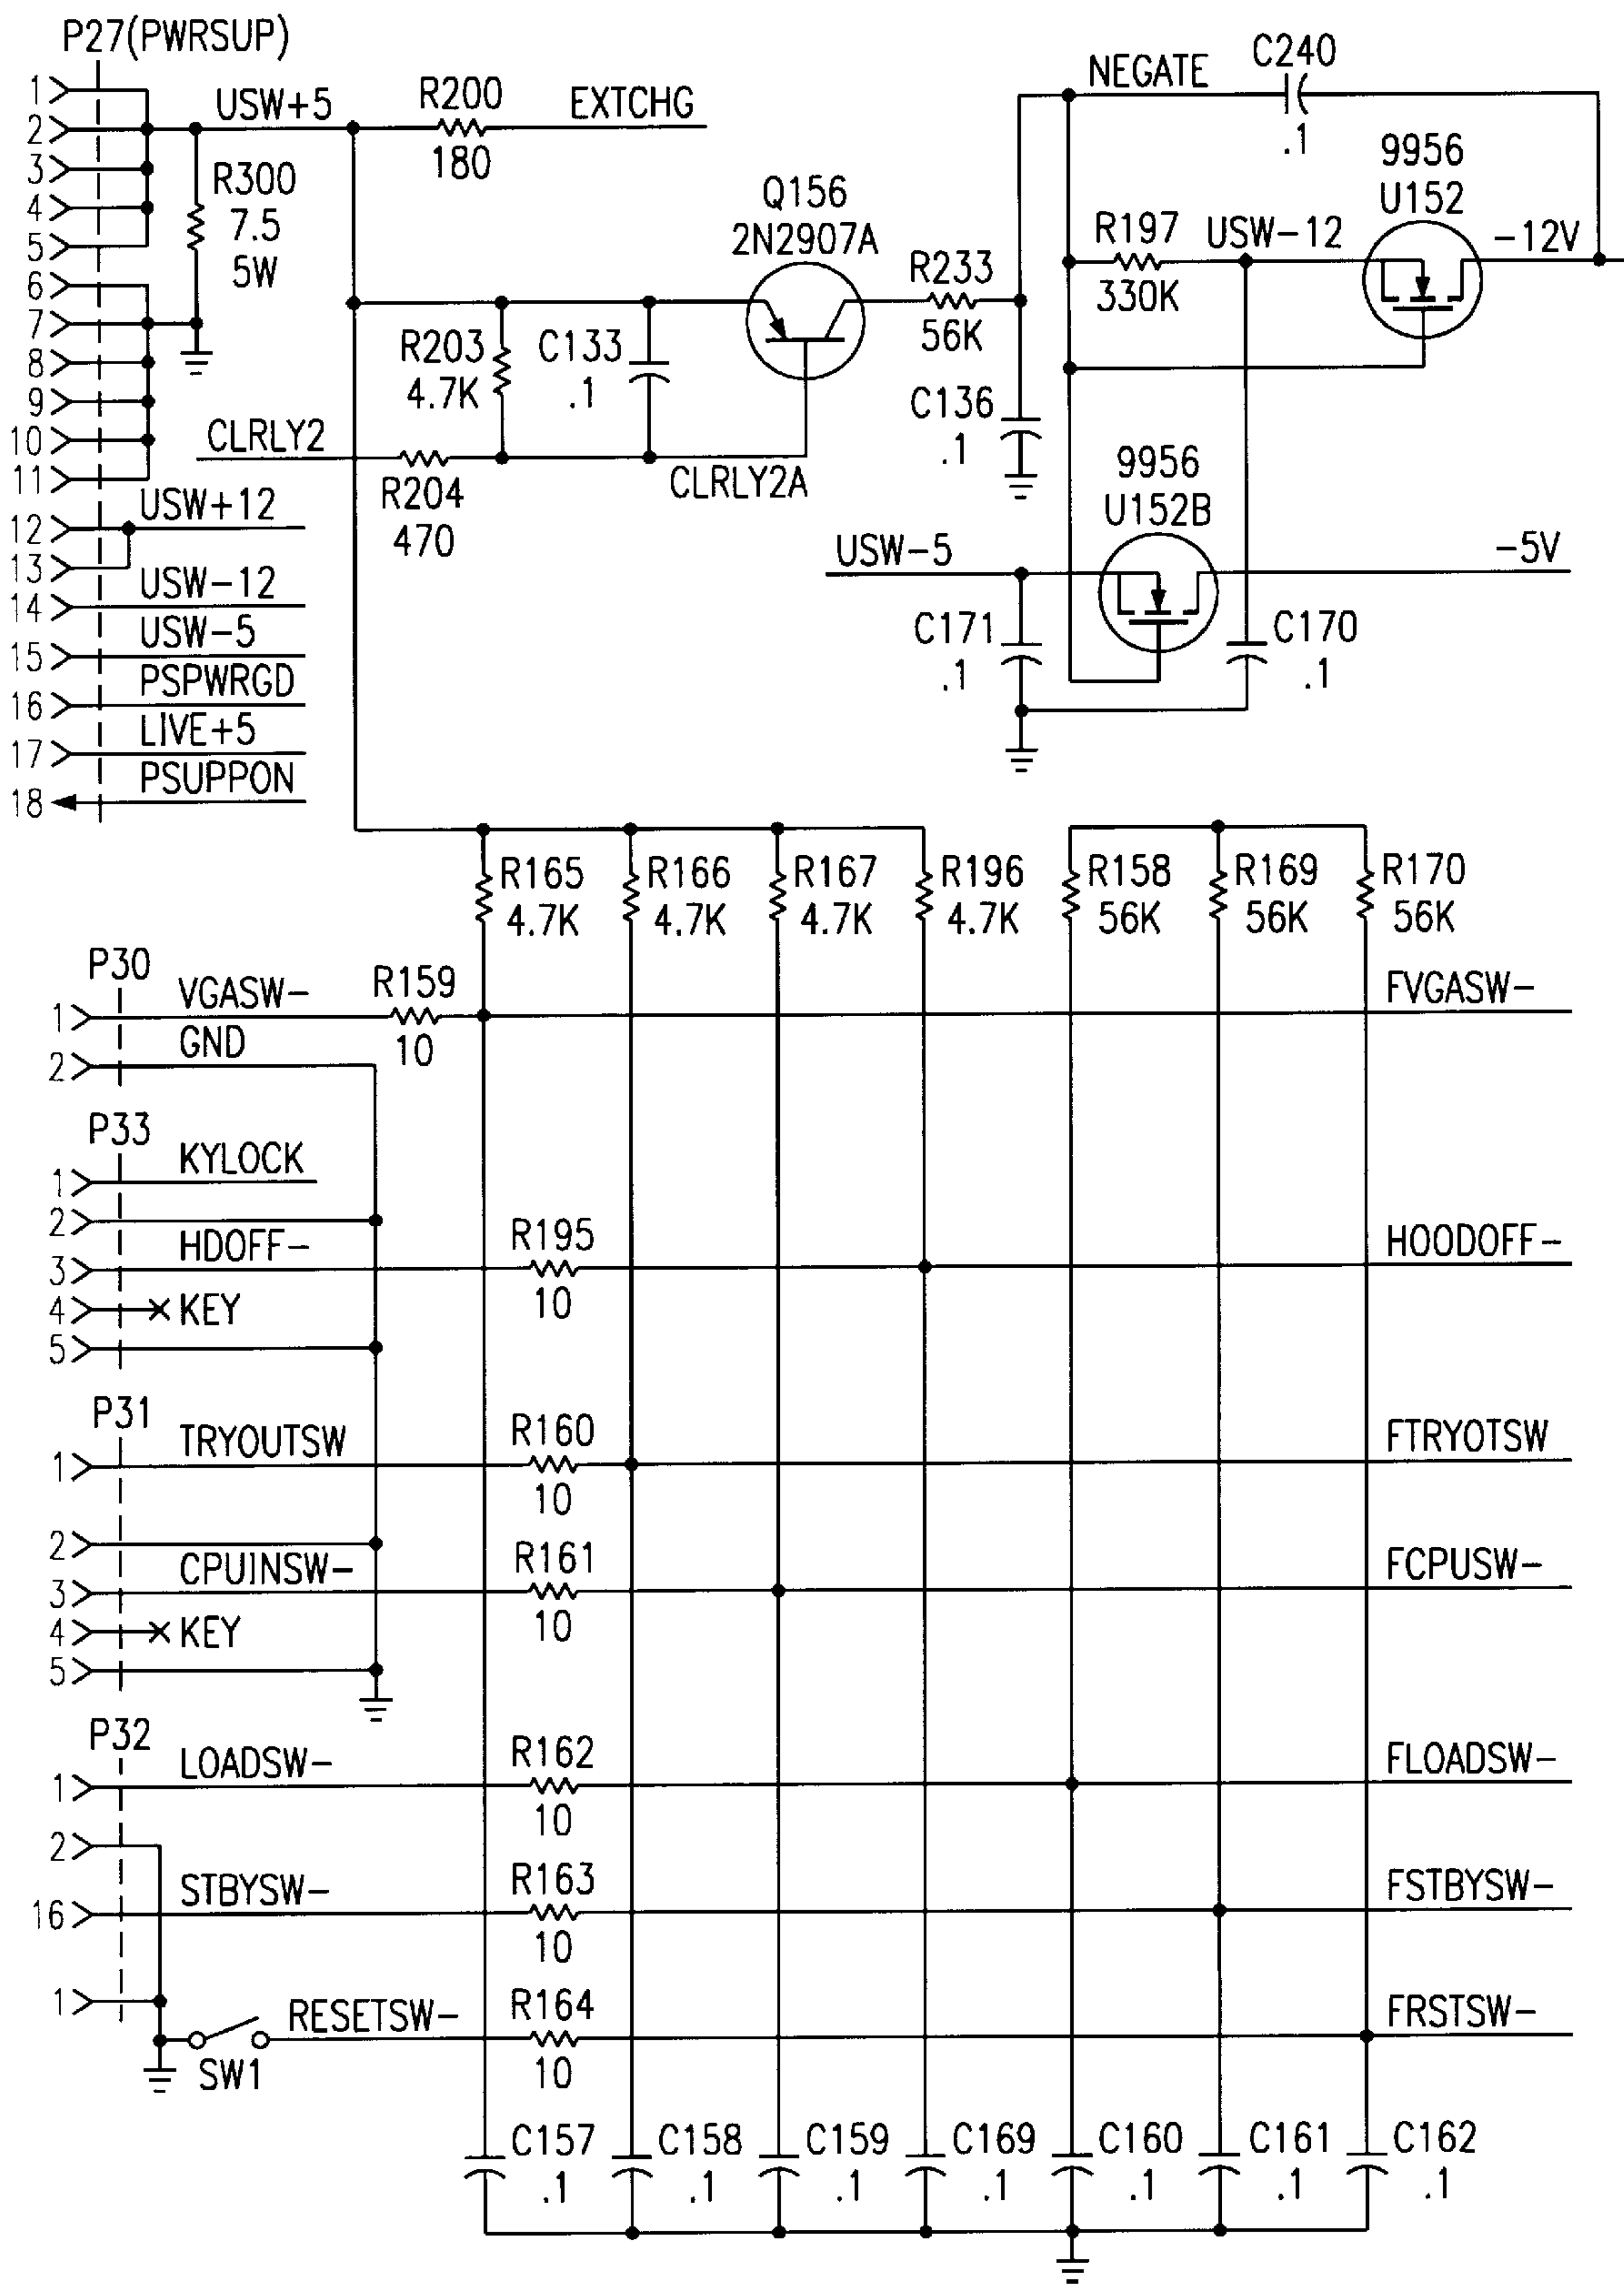 P27(PWRSUP)
1
2
3
4
5
6
7
8
9
10
11
12
13
14
15
16
17
18
USW+5
R300
7.5
5W
R200
180
EXTCHG
CLRLY2
USW+12
USW-12
USW-5
PSPWRGD
LIVE+5
PSUPPON
R203
4.7K
C133
.1
R204
470
CLRLY2A
Q156
2N2907A
R233
56K
C136
.1
NEGATE
C240
.1
R197
330K
USW-12
9956
U152
-12V
9956
U152B
USW-5
-5V
C171
.1
C170
.1
R165
4.7K
R166
4.7K
R167
4.7K
R196
4.7K
R158
56K
R169
56K
R170
56K
P30
1
VGASW-
R159
10
FVGASW-
2
GND
P33
1
KYLOCK
2
3
HDOFF-
R195
10
HOODOFF-
4
KEY
5
P31
1
TRYOUTSW
R160
10
FTRYOTSW
2
3
CPUINSW-
R161
10
FCPUSW-
4
KEY
5
P32
1
LOADSW-
R162
10
FLOADSW-
2
16
STBYSW-
R163
10
FSTBYSW-
1
SW1
RESETSW-
R164
10
FRSTSW-
C157
.1
C158
.1
C159
.1
C169
.1
C160
.1
C161
.1
C162
.1